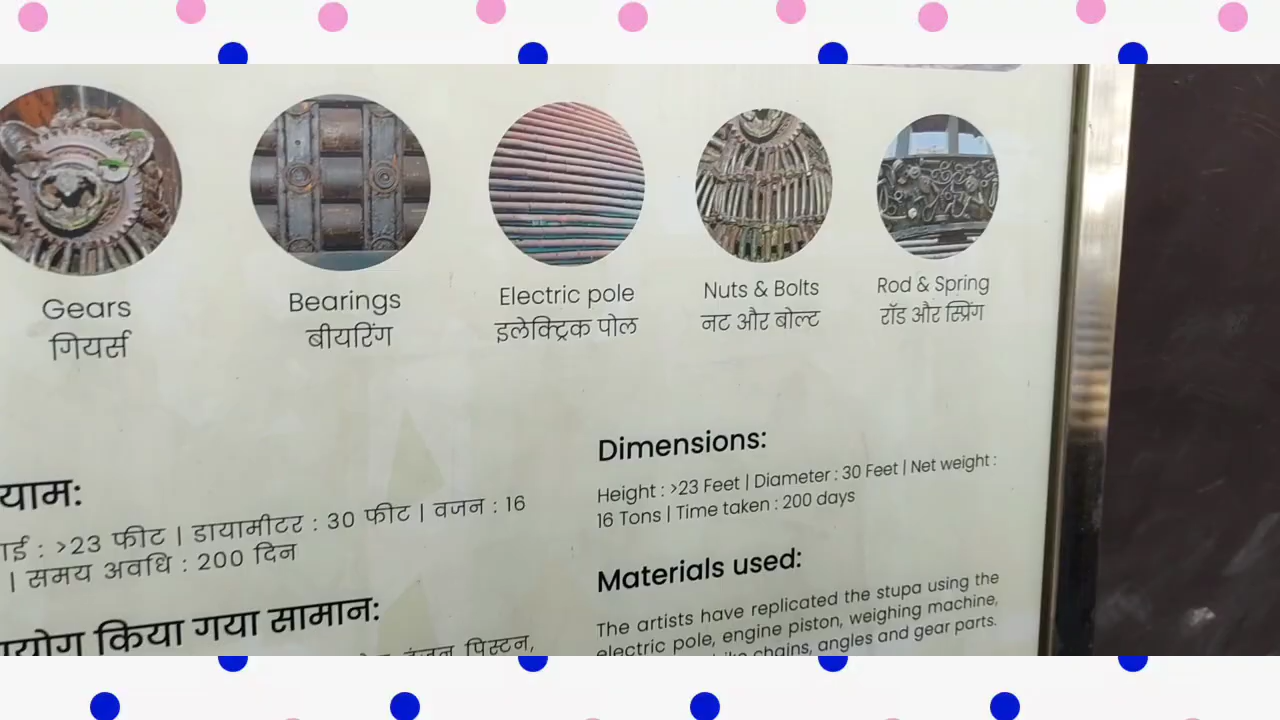 Gears
गियर्स
Bearings
बीयरिंग
Electric pole
इलेक्ट्रिक पोल
Nuts & Bolts
नट और बोल्ट
Rod & Spring
रॉड और स्प्रिंग
याम:
ाई : >23 फीट | डायामीटर : 30 फीट | वजन : 16
| समय अवधि : 200 दिन
योग किया गया सामान:
पिस्टन,
Dimensions:
Height : >23 Feet | Diameter : 30 Feet | Net weight :
16 Tons | Time taken : 200 days
Materials used:
The artists have replicated the stupa using the
electric pole, engine piston, weighing machine,
chains, angles and gear parts.